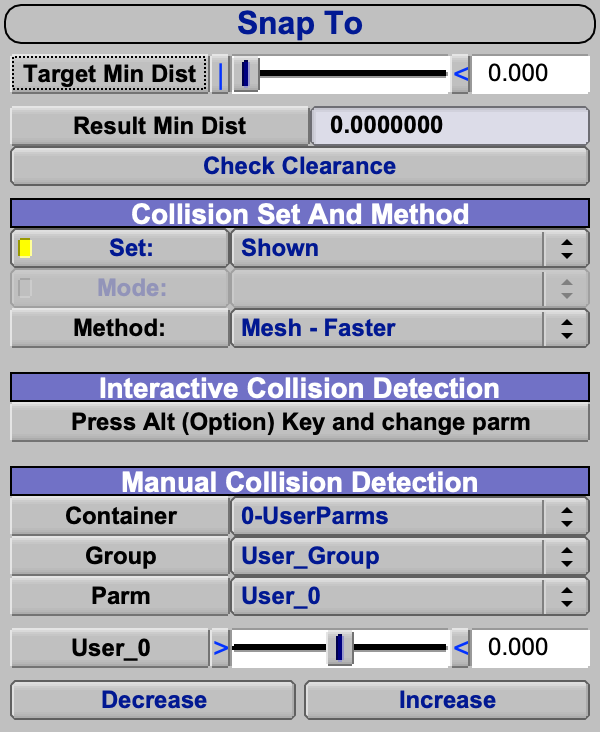 Snap To
Target Min Dist | < 0.000
Result Min Dist 0.0000000
Check Clearance
Collision Set And Method
Set: Shown
Mode:
Method: Mesh - Faster
Interactive Collision Detection
Press Alt (Option) Key and change parm
Manual Collision Detection
Container 0-UserParms
Group User_Group
Parm User_0
User_0 > < 0.000
Decrease Increase